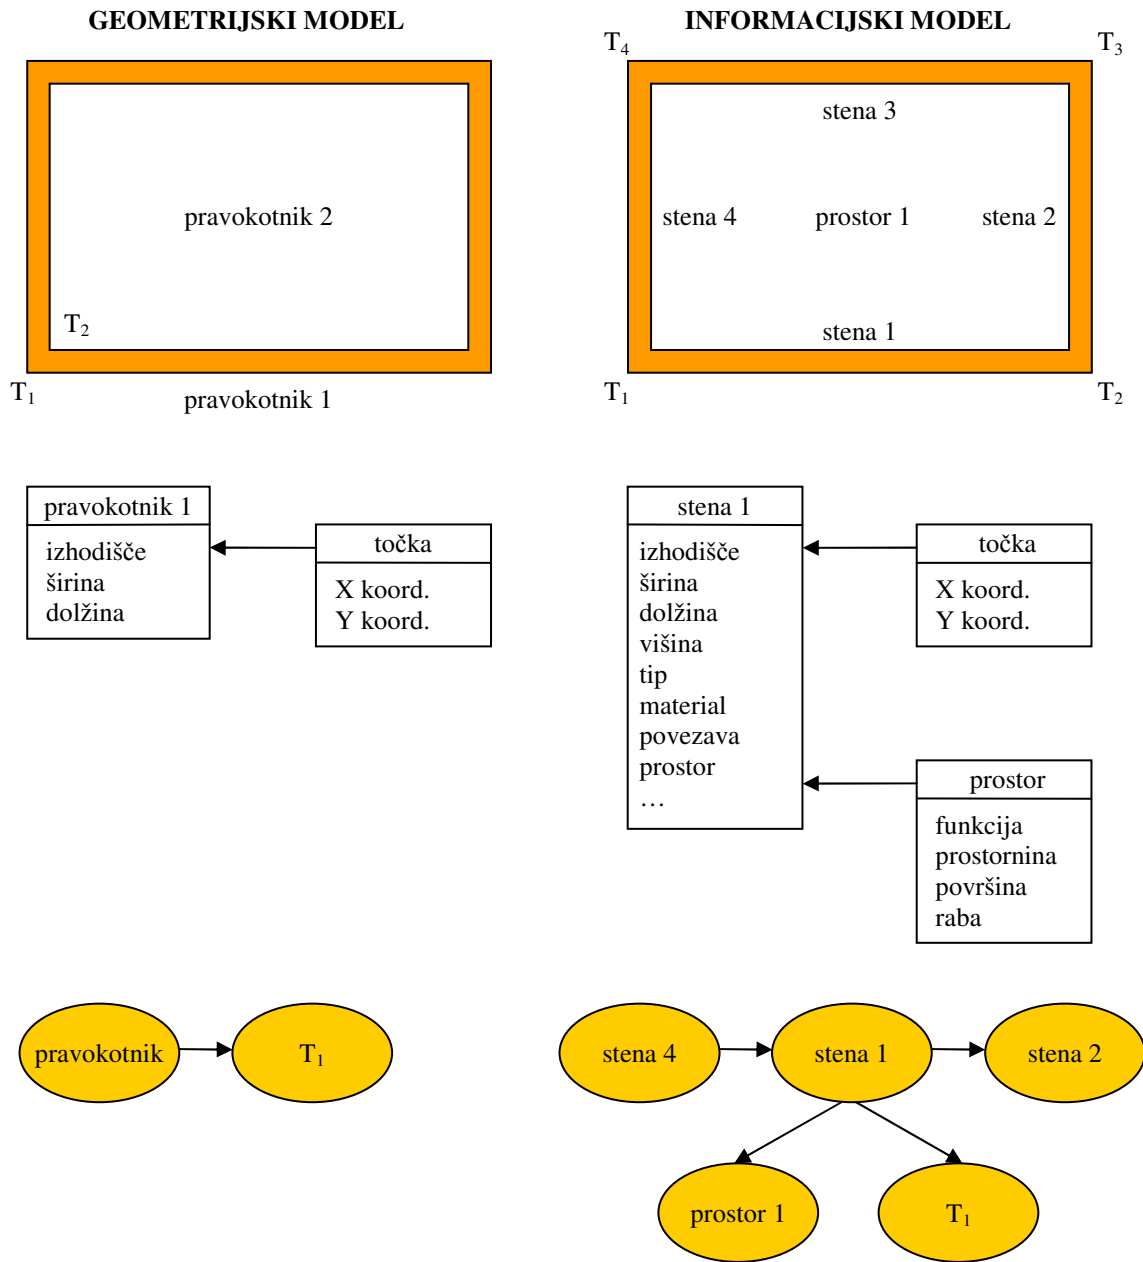 GEOMETRIJSKI MODEL
pravokotnik 2
T₂
T₁
pravokotnik 1
INFORMACIJSKI MODEL
T₄
T₃
stena 3
stena 4
prostor 1
stena 2
stena 1
T₁
T₂
pravokotnik 1
izhodišče
širina
dolžina
točka
X koord.
Y koord.
stena 1
izhodišče
širina
dolžina
višina
tip
material
povezava
prostor
…
točka
X koord.
Y koord.
prostor
funkcija
prostornina
površina
raba
pravokotnik
T₁
stena 4
stena 1
stena 2
prostor 1
T₁